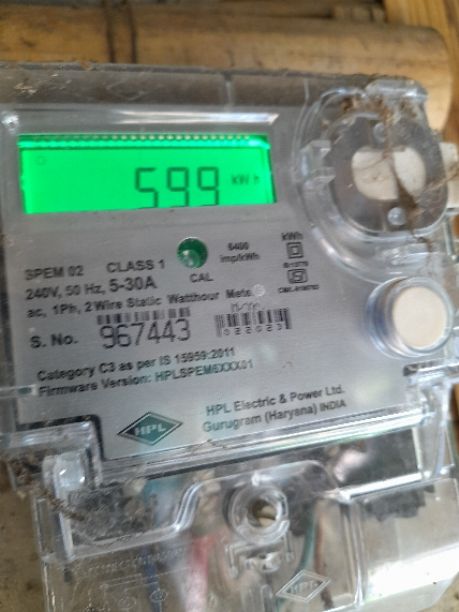 599 kWh
SPEM 02 CLASS 1 CAL 6400 imp/kWh kWh
240V, 50 Hz, 5-30A
ac, 1Ph, 2 Wire Static Watthour Meter
S. No. 967443
Category C3 as per IS 15959:2011
Firmware Version: HPLSPEM6XXX01
HPL
HPL Electric & Power Ltd.
Gurugram (Haryana) INDIA
HPL